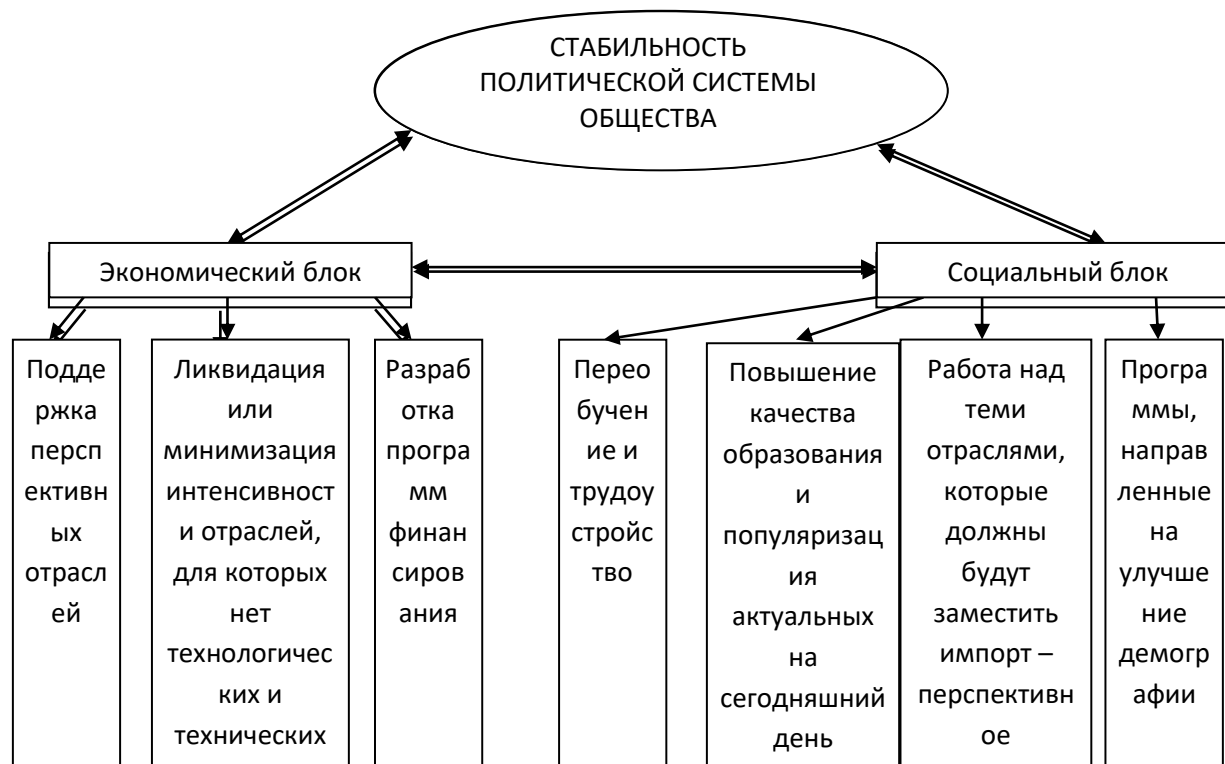 СТАБИЛЬНОСТЬ
ПОЛИТИЧЕСКОЙ СИСТЕМЫ
ОБЩЕСТВА
Экономический блок
Социальный блок
Подде
ржка
персп
ективн
ых
отрасл
ей
Ликвидация
или
минимизация
интенсивност
и отраслей,
для которых
нет
технологичес
ких и
технических
Разраб
отка
програ
мм
финан
сиров
ания
Перео
бучен
ие и
трудоу
стройс
тво
Повышение
качества
образования
и
популяризац
ия
актуальных
на
сегодняшний
день
Работа над
теми
отраслями,
которые
должны
будут
заместить
импорт –
перспективн
ое
Програ
ммы,
направ
ленные
на
улучше
ние
демогр
афии